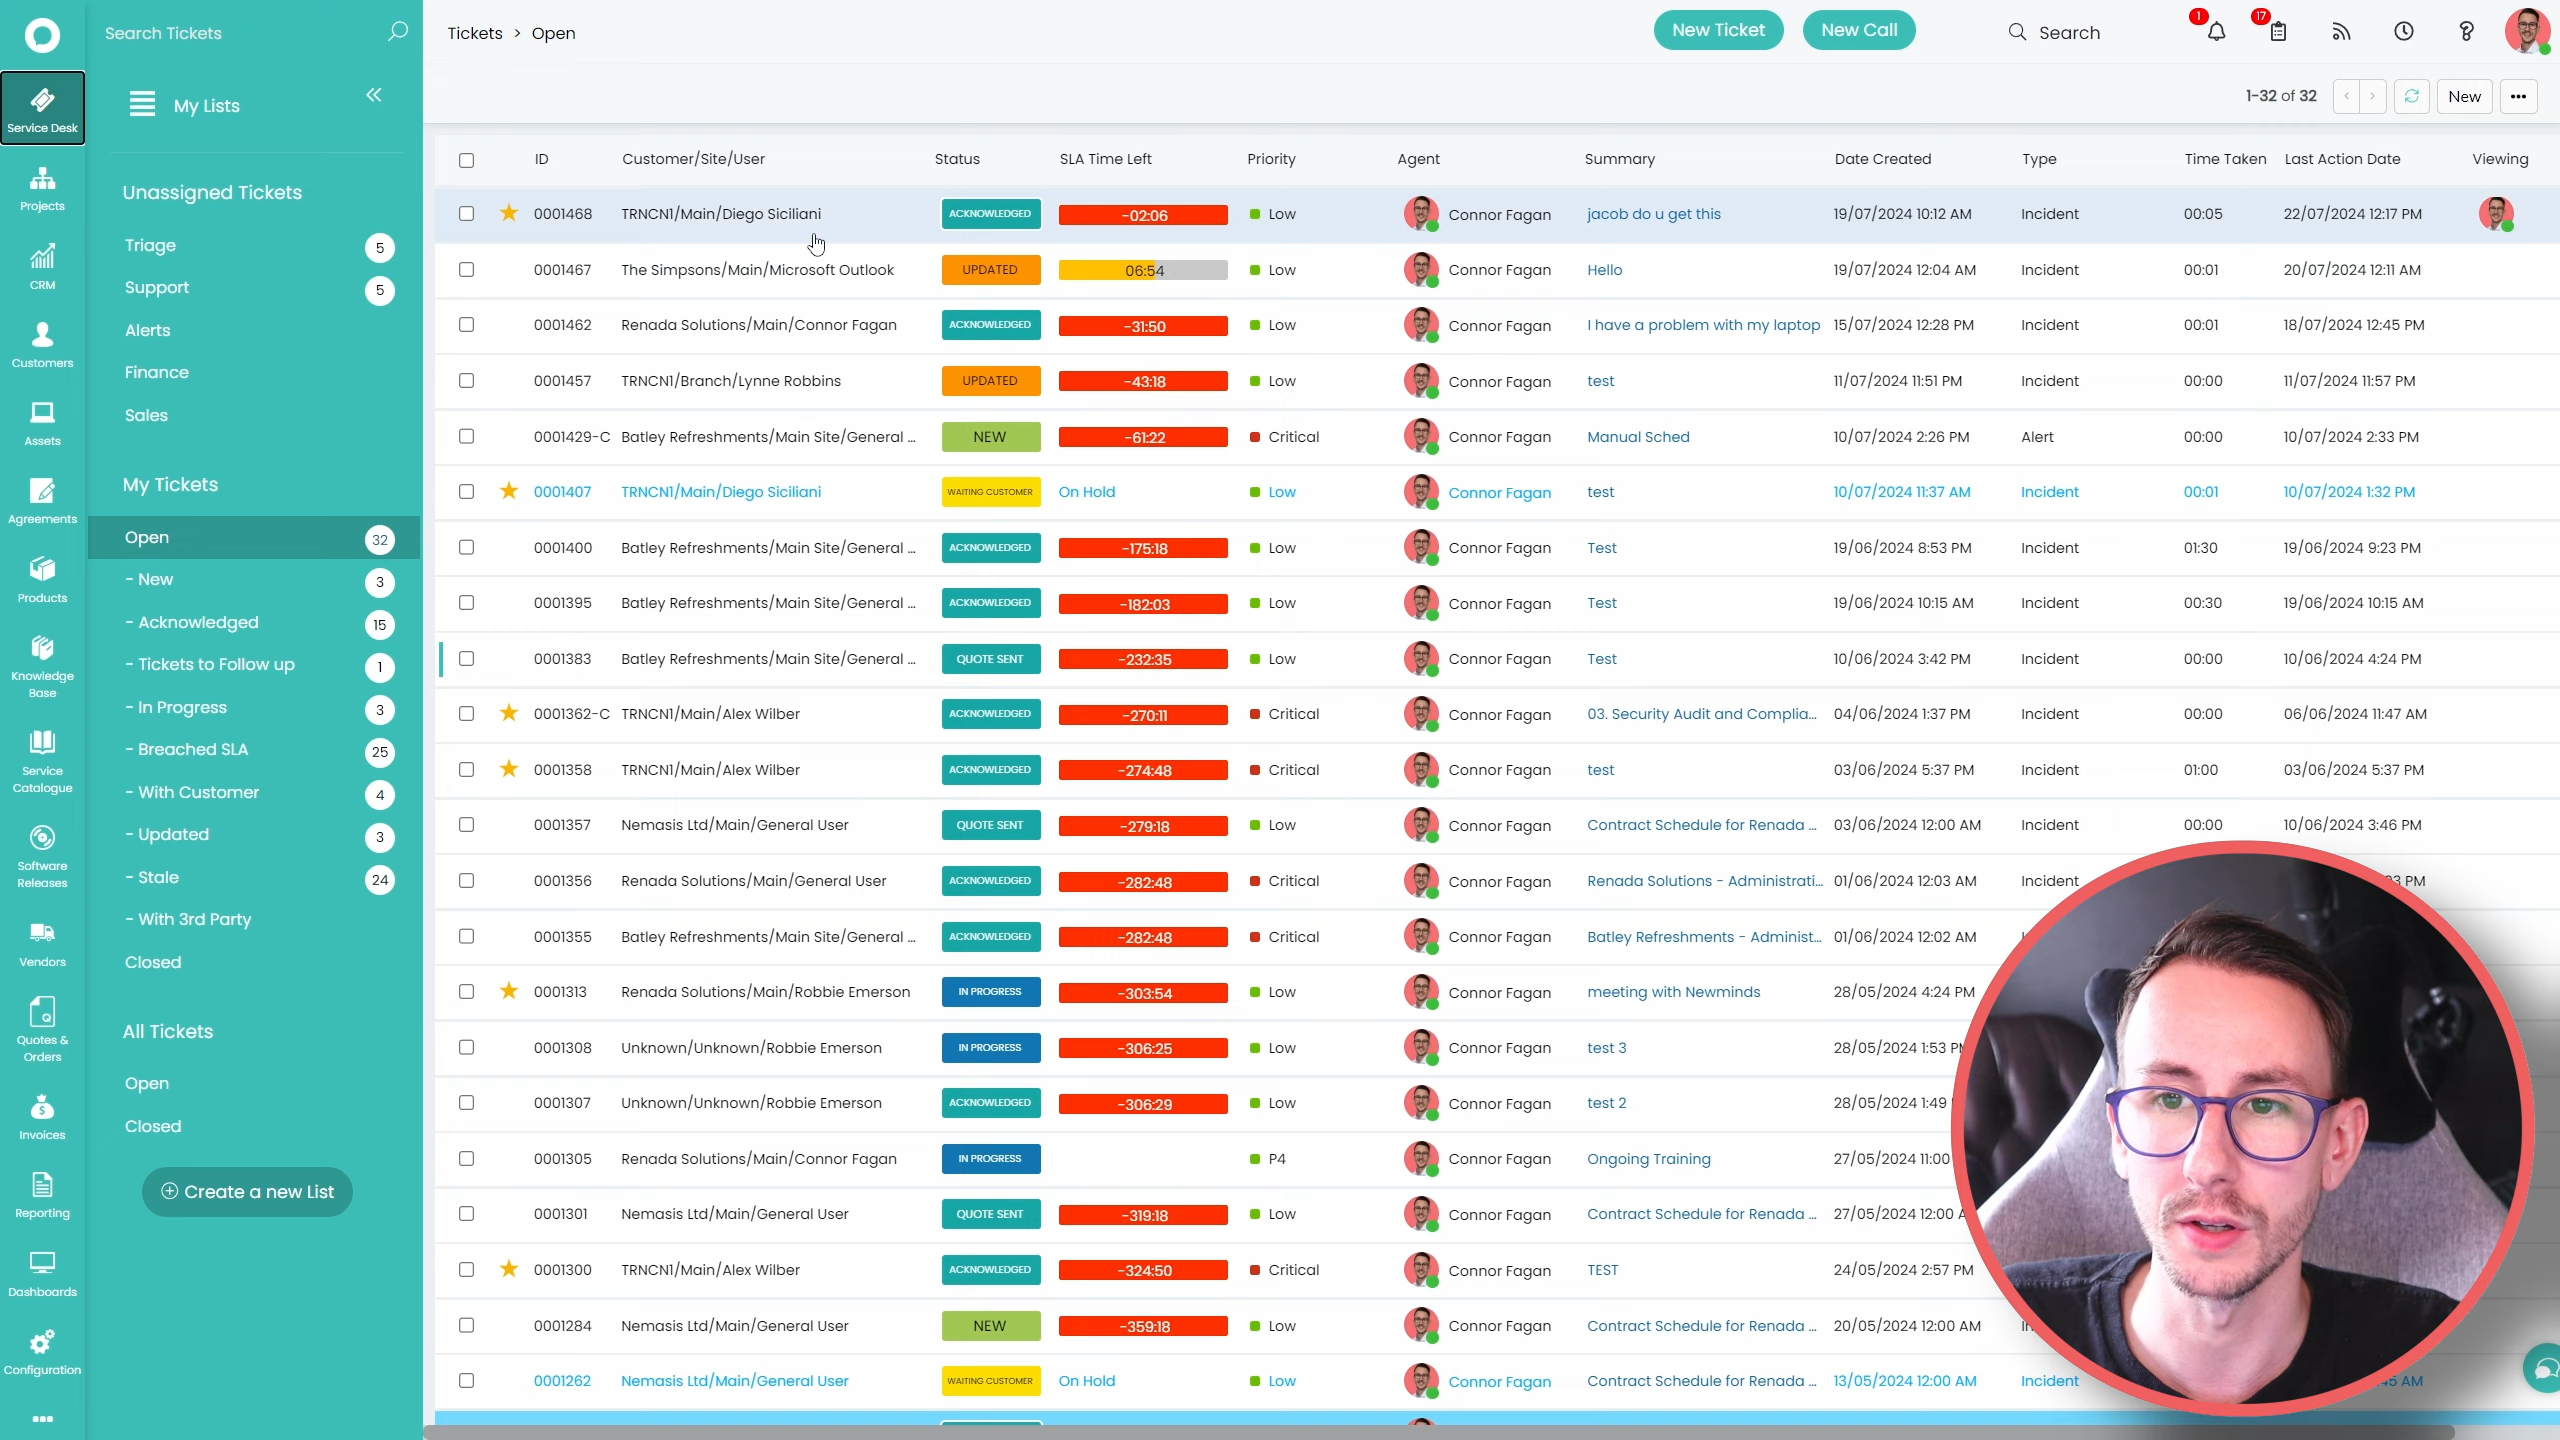 Search Tickets
Tickets > Open
New Ticket
New Call
Search
1
17
Service Desk
Projects
CRM
Customers
Assets
Agreements
Products
Knowledge
Base
Service
Catalogue
Software
Releases
Vendors
Quotes &
Orders
Invoices
Reporting
Dashboards
Configuration
My Lists
Unassigned Tickets
Triage 5
Support 5
Alerts
Finance
Sales
My Tickets
Open 32
- New 3
- Acknowledged 15
- Tickets to Follow up 1
- In Progress 3
- Breached SLA 25
- With Customer 4
- Updated 3
- Stale 24
- With 3rd Party
Closed
All Tickets
Open
Closed
Create a new List
1-32 of 32
New
ID Customer/Site/User Status SLA Time Left Priority Agent Summary Date Created Type Time Taken Last Action Date Viewing
0001468 TRNCN1/Main/Diego Siciliani ACKNOWLEDGED -02:06 Low Connor Fagan jacob do u get this 19/07/2024 10:12 AM Incident 00:05 22/07/2024 12:17 PM
0001467 The Simpsons/Main/Microsoft Outlook UPDATED 06:54 Low Connor Fagan Hello 19/07/2024 12:04 AM Incident 00:01 20/07/2024 12:11 AM
0001462 Renada Solutions/Main/Connor Fagan ACKNOWLEDGED -31:50 Low Connor Fagan I have a problem with my laptop 15/07/2024 12:28 PM Incident 00:01 18/07/2024 12:45 PM
0001457 TRNCN1/Branch/Lynne Robbins UPDATED -43:18 Low Connor Fagan test 11/07/2024 11:51 PM Incident 00:00 11/07/2024 11:57 PM
0001429-C Batley Refreshments/Main Site/General ... NEW -61:22 Critical Connor Fagan Manual Sched 10/07/2024 2:26 PM Alert 00:00 10/07/2024 2:33 PM
0001407 TRNCN1/Main/Diego Siciliani WAITING CUSTOMER On Hold Low Connor Fagan test 10/07/2024 11:37 AM Incident 00:01 10/07/2024 1:32 PM
0001400 Batley Refreshments/Main Site/General ... ACKNOWLEDGED -175:18 Low Connor Fagan Test 19/06/2024 8:53 PM Incident 01:30 19/06/2024 9:23 PM
0001395 Batley Refreshments/Main Site/General ... ACKNOWLEDGED -182:03 Low Connor Fagan Test 19/06/2024 10:15 AM Incident 00:30 19/06/2024 10:15 AM
0001383 Batley Refreshments/Main Site/General ... QUOTE SENT -232:35 Low Connor Fagan Test 10/06/2024 3:42 PM Incident 00:00 10/06/2024 4:24 PM
0001362-C TRNCN1/Main/Alex Wilber ACKNOWLEDGED -270:11 Critical Connor Fagan 03. Security Audit and Complia... 04/06/2024 1:37 PM Incident 00:00 06/06/2024 11:47 AM
0001358 TRNCN1/Main/Alex Wilber ACKNOWLEDGED -274:48 Critical Connor Fagan test 03/06/2024 5:37 PM Incident 01:00 03/06/2024 5:37 PM
0001357 Nemasis Ltd/Main/General User QUOTE SENT -279:18 Low Connor Fagan Contract Schedule for Renada ... 03/06/2024 12:00 AM Incident 00:00 10/06/2024 3:46 PM
0001356 Renada Solutions/Main/General User ACKNOWLEDGED -282:48 Critical Connor Fagan Renada Solutions - Administrati... 01/06/2024 12:03 AM Incident PM
0001355 Batley Refreshments/Main Site/General ... ACKNOWLEDGED -282:48 Critical Connor Fagan Batley Refreshments - Administ... 01/06/2024 12:02 AM
0001313 Renada Solutions/Main/Robbie Emerson IN PROGRESS -303:54 Low Connor Fagan meeting with Newminds 28/05/2024 4:24 PM
0001308 Unknown/Unknown/Robbie Emerson IN PROGRESS -306:25 Low Connor Fagan test 3 28/05/2024 1:53 PM
0001307 Unknown/Unknown/Robbie Emerson ACKNOWLEDGED -306:29 Low Connor Fagan test 2 28/05/2024 1:49
0001305 Renada Solutions/Main/Connor Fagan IN PROGRESS P4 Connor Fagan Ongoing Training 27/05/2024 11:00
0001301 Nemasis Ltd/Main/General User QUOTE SENT -319:18 Low Connor Fagan Contract Schedule for Renada ... 27/05/2024 12:00
0001300 TRNCN1/Main/Alex Wilber ACKNOWLEDGED -324:50 Critical Connor Fagan TEST 24/05/2024 2:57 PM
0001284 Nemasis Ltd/Main/General User NEW -359:18 Low Connor Fagan Contract Schedule for Renada ... 20/05/2024 12:00 AM
0001262 Nemasis Ltd/Main/General User WAITING CUSTOMER On Hold Low Connor Fagan Contract Schedule for Renada ... 13/05/2024 12:00 AM Incident AM